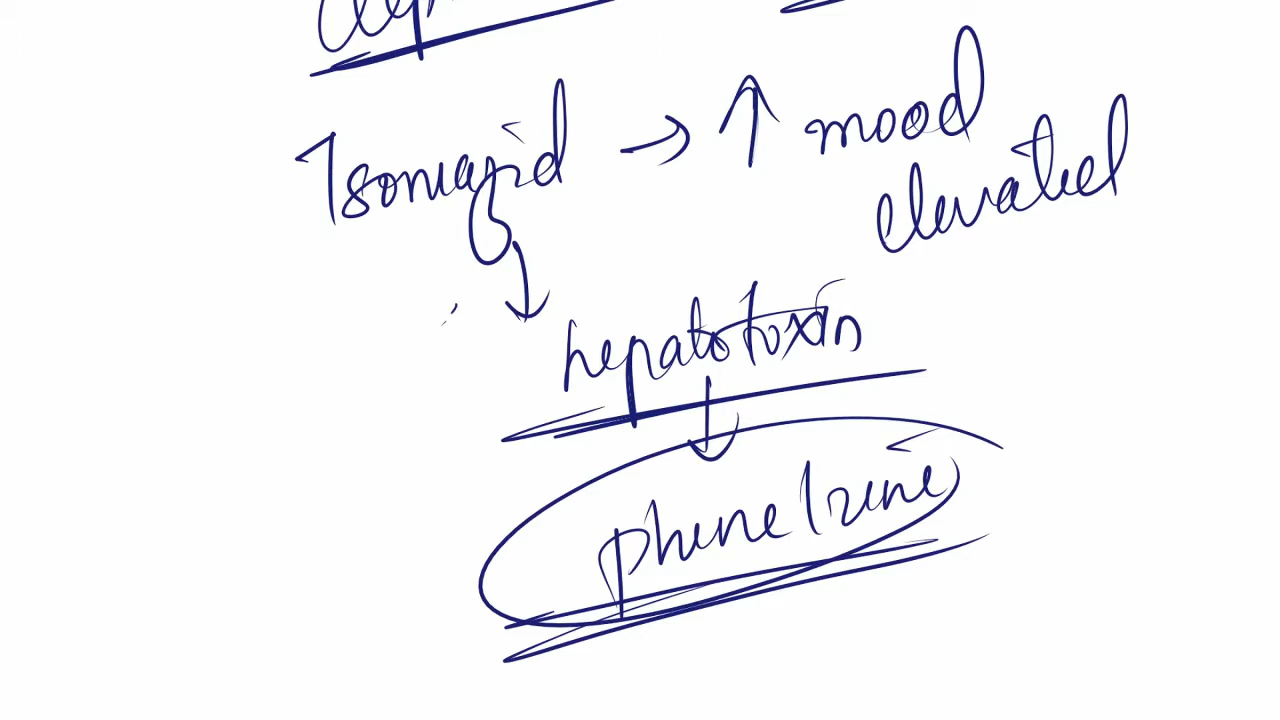 Isoniazid → ↑ mood
elevated
↓
hepatotoxin
↓
phenelzine